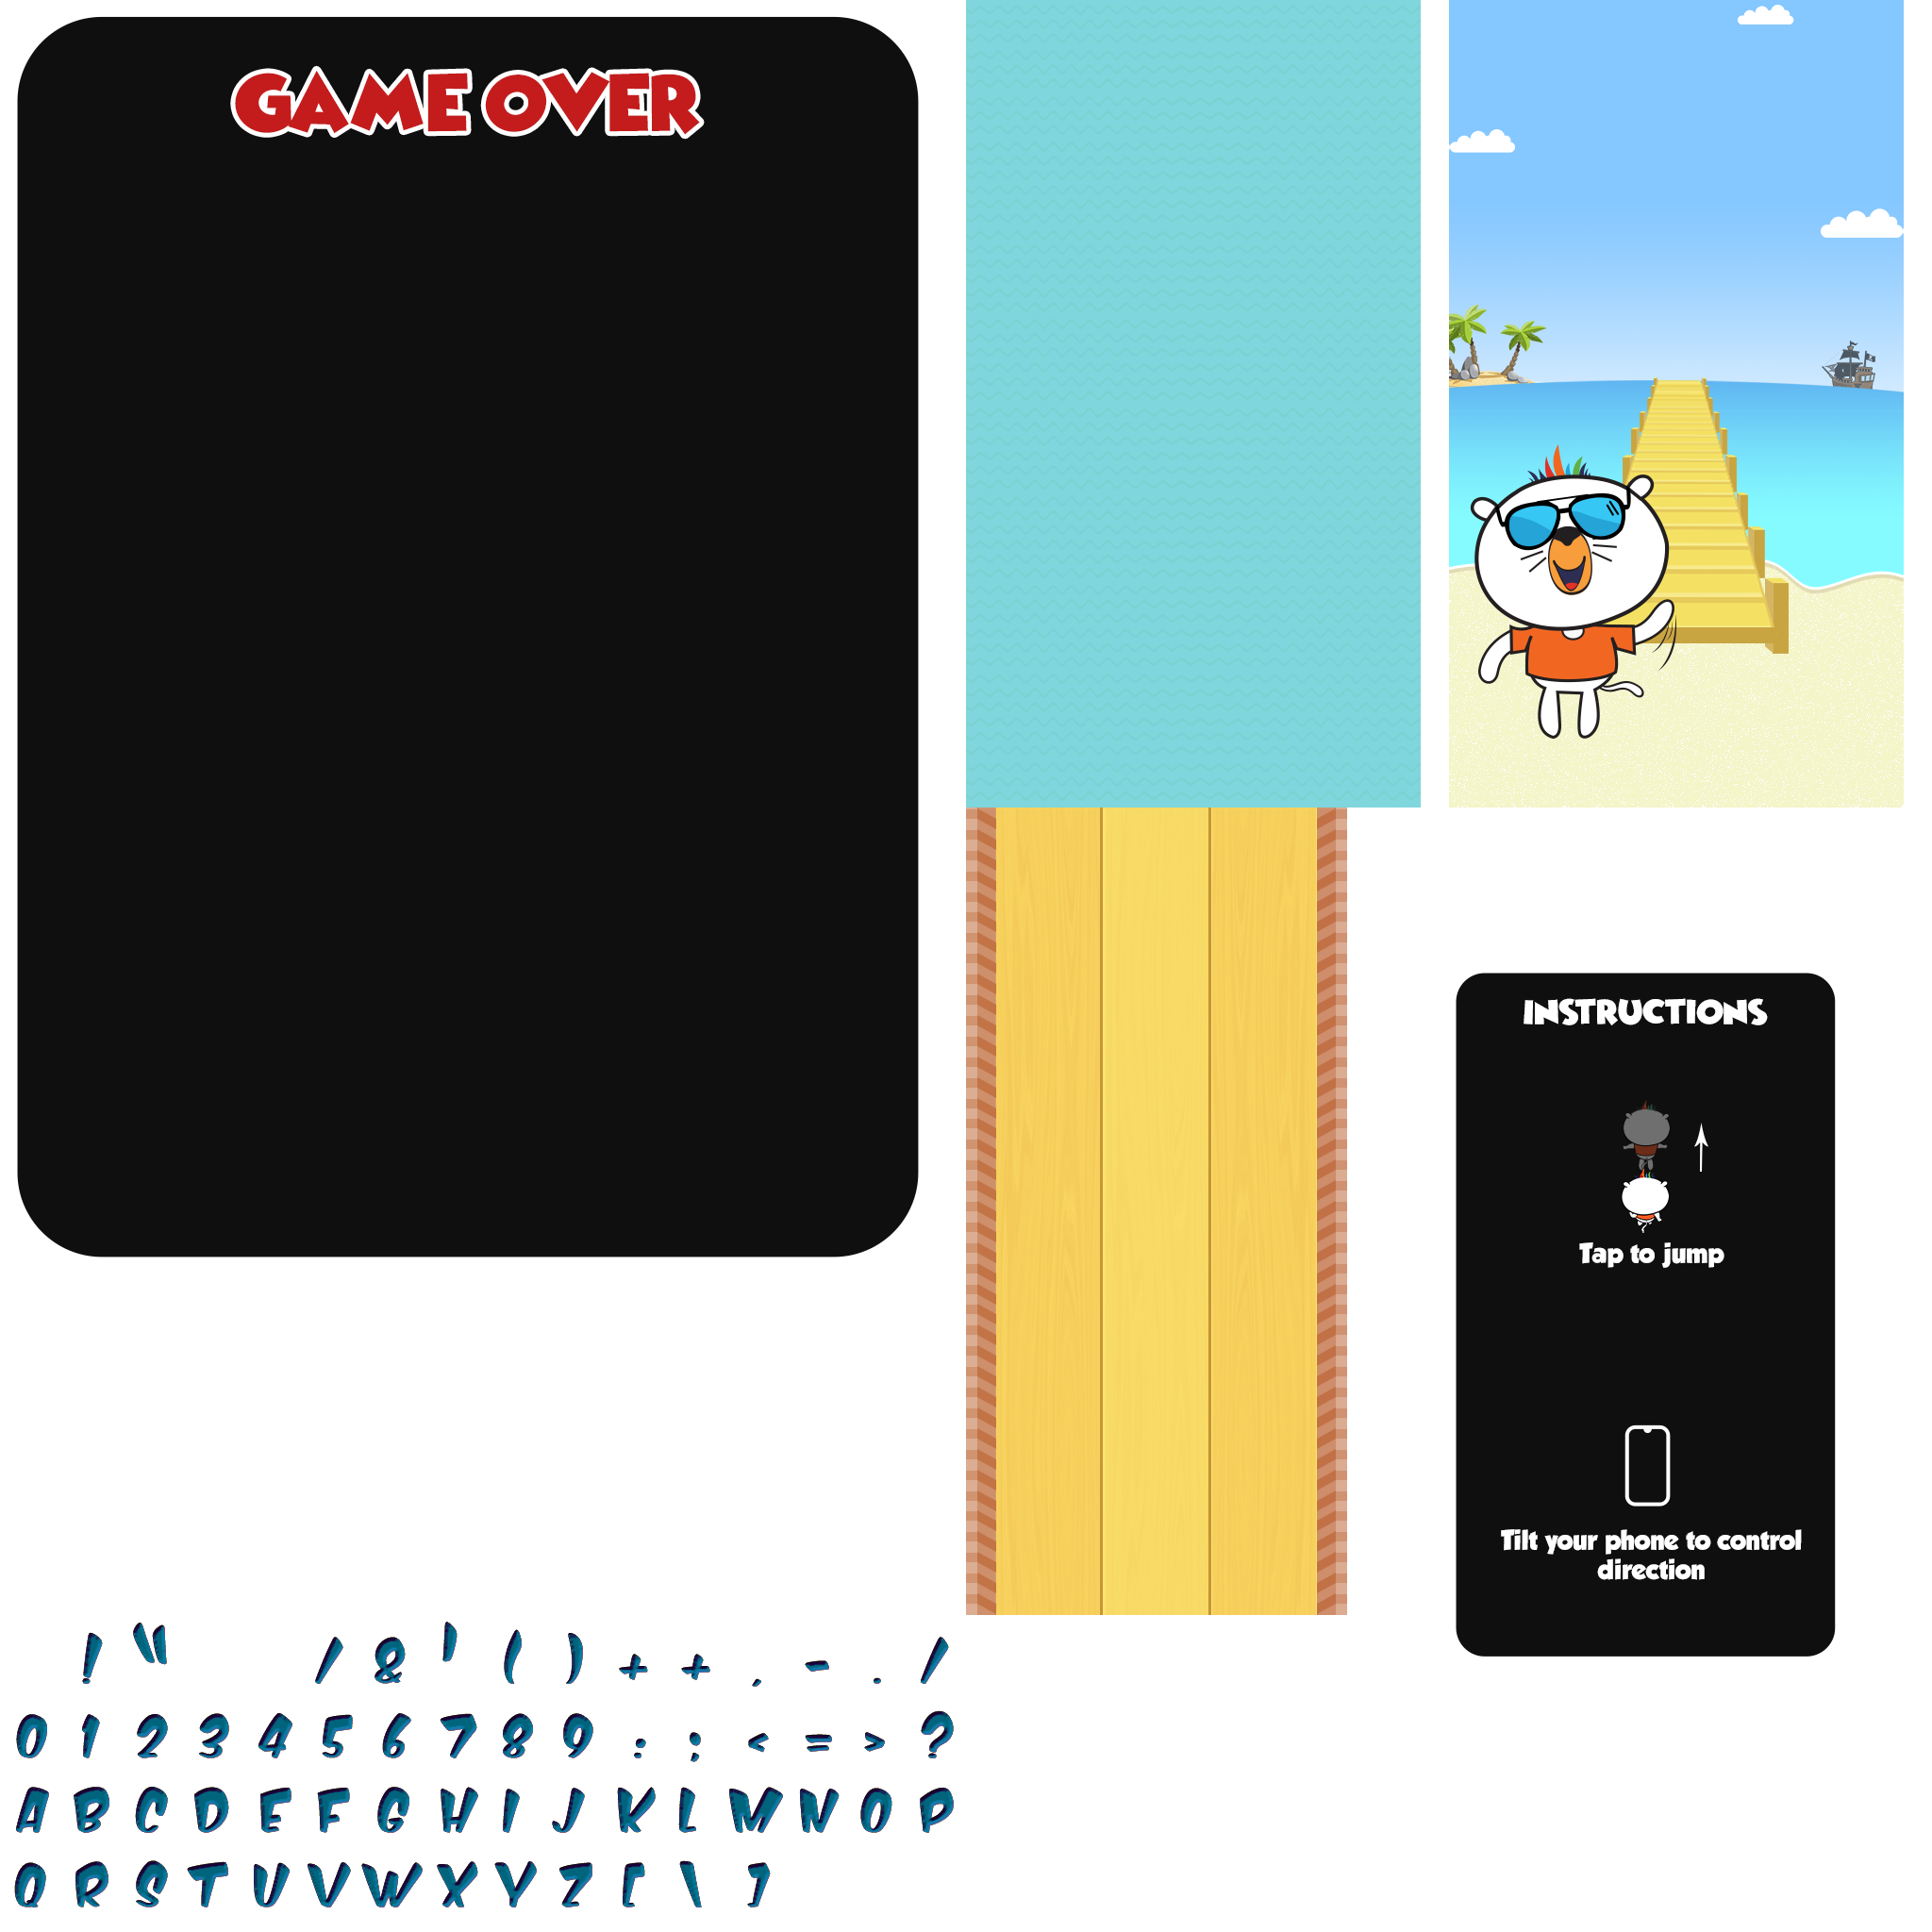 GAME OVER
INSTRUCTIONS
Tap to jump
Tilt your phone to control
direction
! " / & ' ( ) + + , - . /
0 1 2 3 4 5 6 7 8 9 : ; < = > ?
A B C D E F G H I J K L M N O P
Q R S T U V W X Y Z [ \ ]